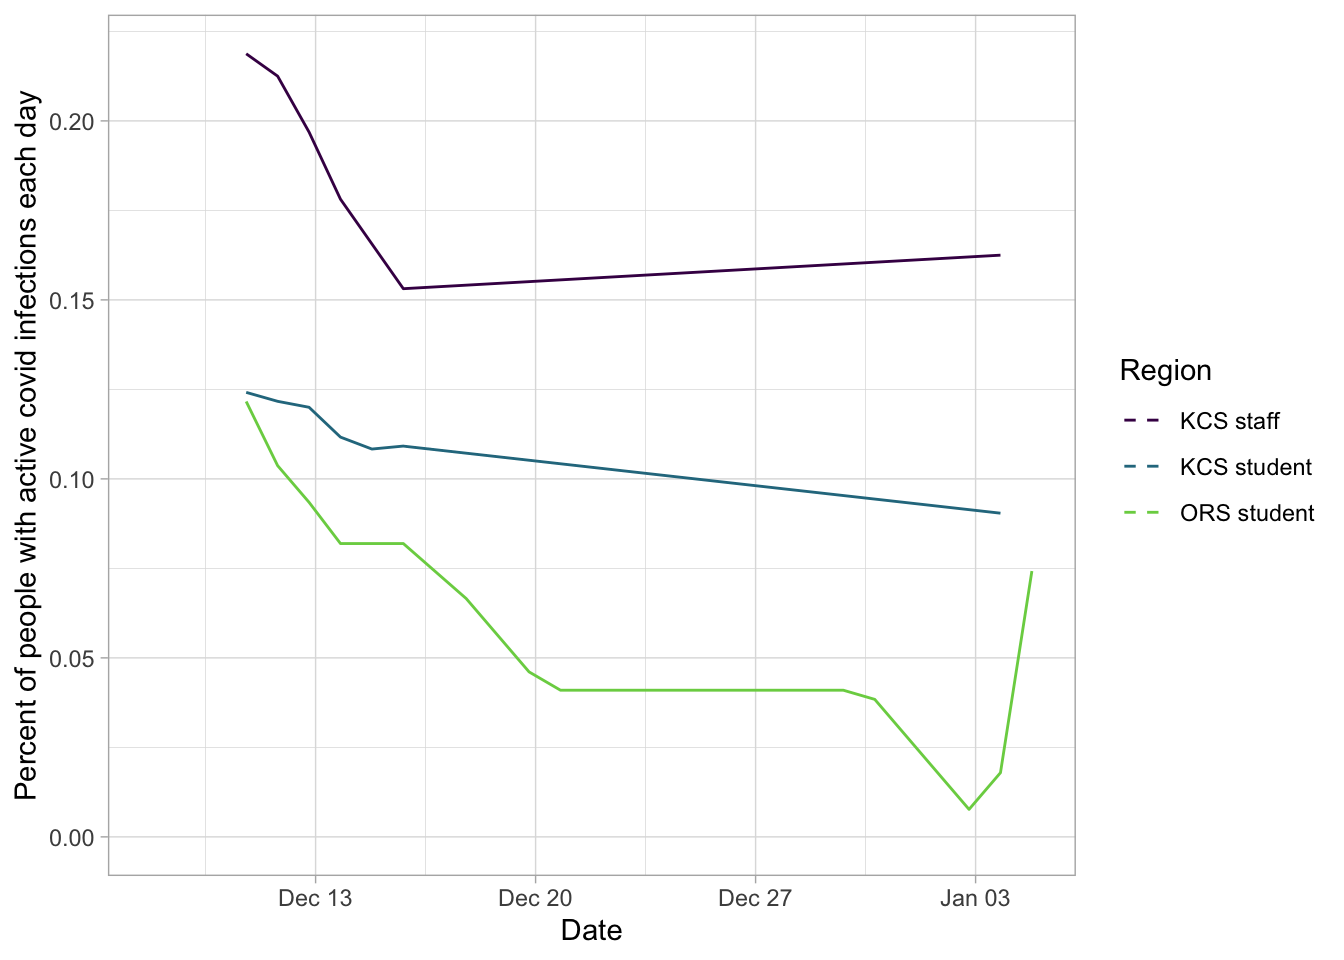 Percent of people with active covid infections each day
0.20
0.15
0.10
0.05
0.00
Dec 13
Dec 20
Dec 27
Jan 03
Date
Region
KCS staff
KCS student
ORS student